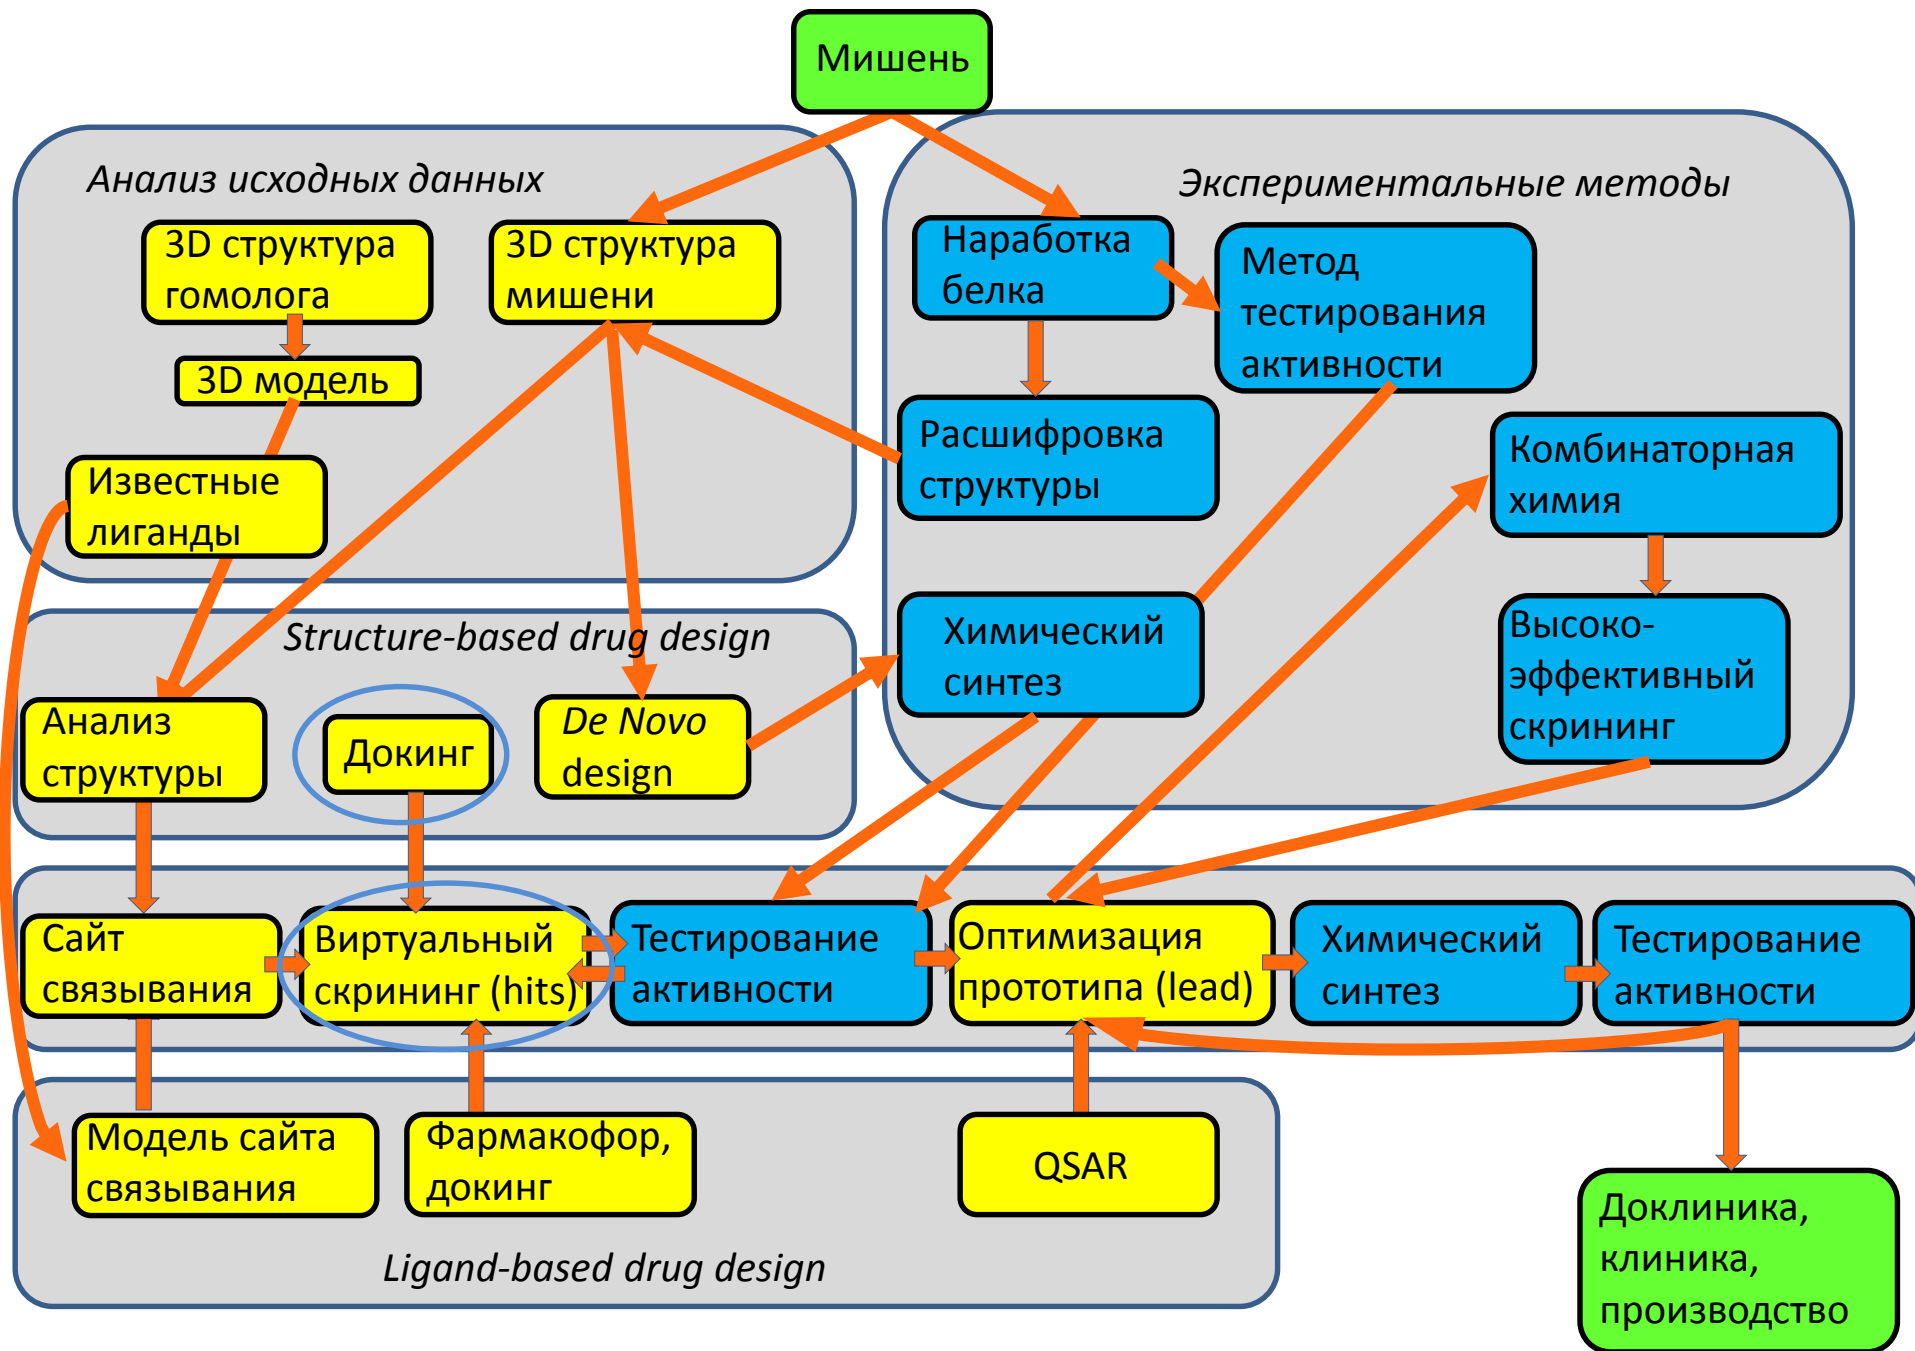 Мишень
Анализ исходных данных
3D структура
гомолога
3D структура
мишени
3D модель
Известные
лиганды
Экспериментальные методы
Наработка
белка
Метод
тестирования
активности
Расшифровка
структуры
Комбинаторная
химия
Химический
синтез
Высоко-
эффективный
скрининг
Structure-based drug design
Анализ
структуры
Докинг
De Novo
design
Сайт
связывания
Виртуальный
скрининг (hits)
Тестирование
активности
Оптимизация
прототипа (lead)
Химический
синтез
Тестирование
активности
Модель сайта
связывания
Фармакофор,
докинг
QSAR
Ligand-based drug design
Доклиника,
клиника,
производство